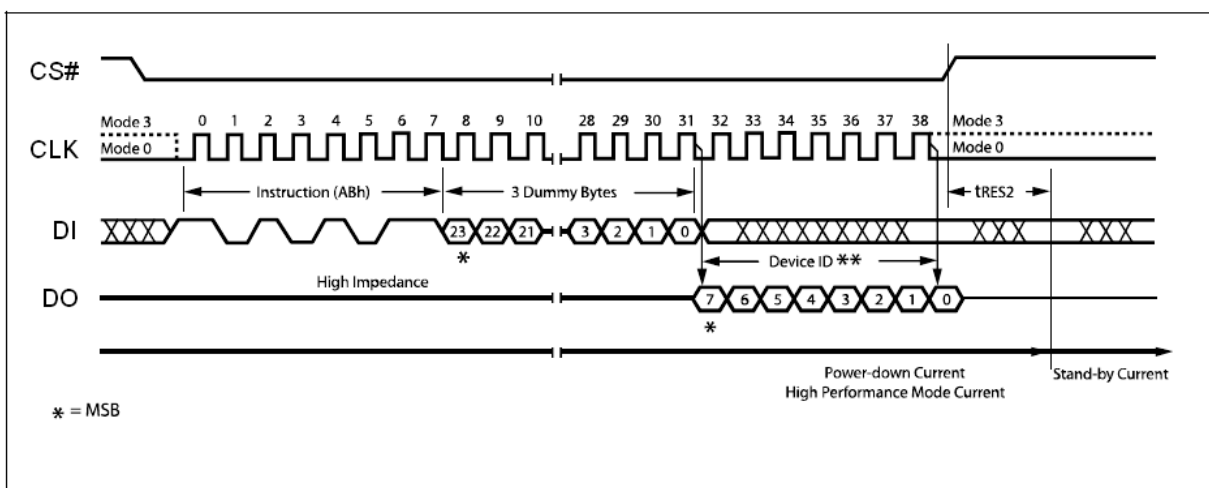 CS#
Mode 3 0 1 2 3 4 5 6 7 8 9 10 28 29 30 31 32 33 34 35 36 37 38 Mode 3
CLK Mode 0 Mode 0
Instruction (ABh) 3 Dummy Bytes tRES2
DI 23 22 21 3 2 1 0
* Device ID **
High Impedance
DO 7 6 5 4 3 2 1 0
*
Power-down Current Stand-by Current
High Performance Mode Current
* = MSB